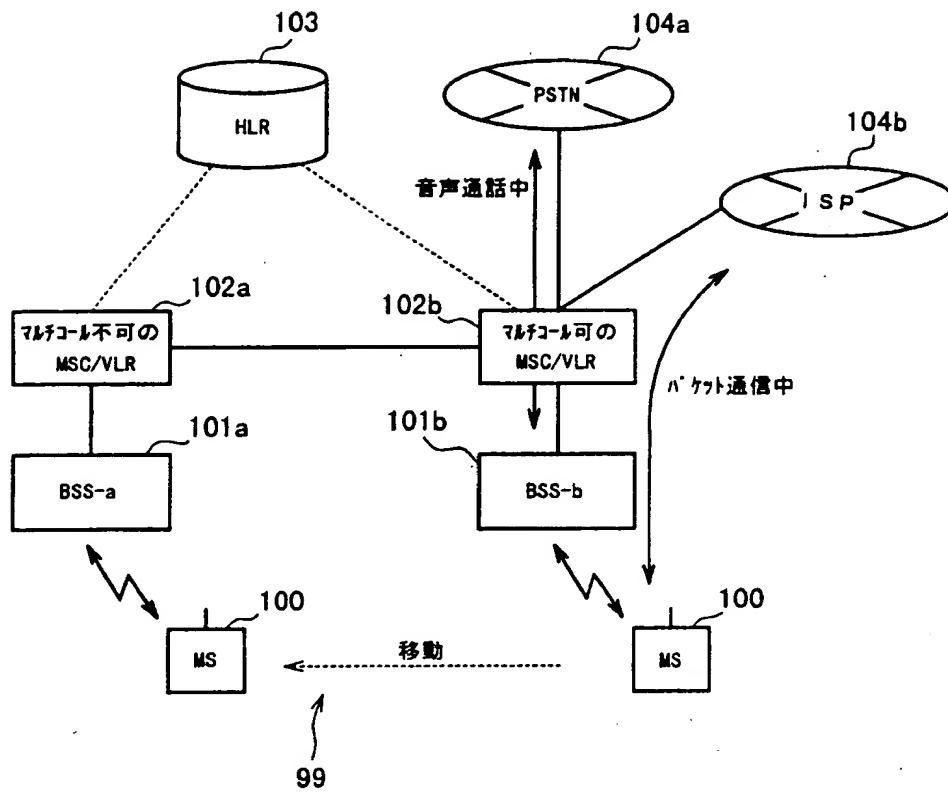 103
104a
HLR
PSTN
104b
音声通話中
ISP
102a
102b
マルチコール不可の
MSC/VLR
マルチコール可の
MSC/VLR
パケット通信中
101a
101b
BSS-a
BSS-b
100
100
MS
移動
MS
99